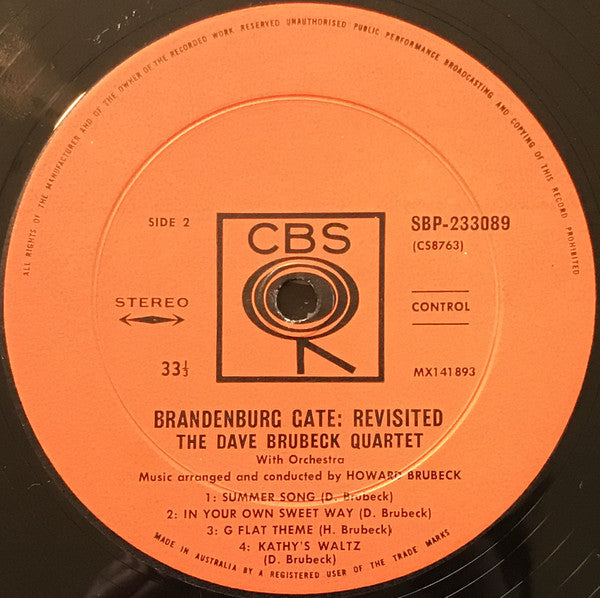 ALL RIGHTS OF THE MANUFACTURER AND OF THE OWNER OF THE RECORDED WORK RESERVED UNAUTHORISED PUBLIC PERFORMANCE BROADCASTING AND COPYING OF THIS RECORD PROHIBITED
SIDE 2
CBS
SBP-233089
(CS8763)
STEREO
CONTROL
33⅓
MX141893
BRANDENBURG GATE: REVISITED
THE DAVE BRUBECK QUARTET
With Orchestra
Music arranged and conducted by HOWARD BRUBECK
1: SUMMER SONG (D. Brubeck)
2: IN YOUR OWN SWEET WAY (D. Brubeck)
3: G FLAT THEME (H. Brubeck)
4: KATHY'S WALTZ
(D. Brubeck)
MADE IN AUSTRALIA BY A REGISTERED USER OF THE TRADE MARKS